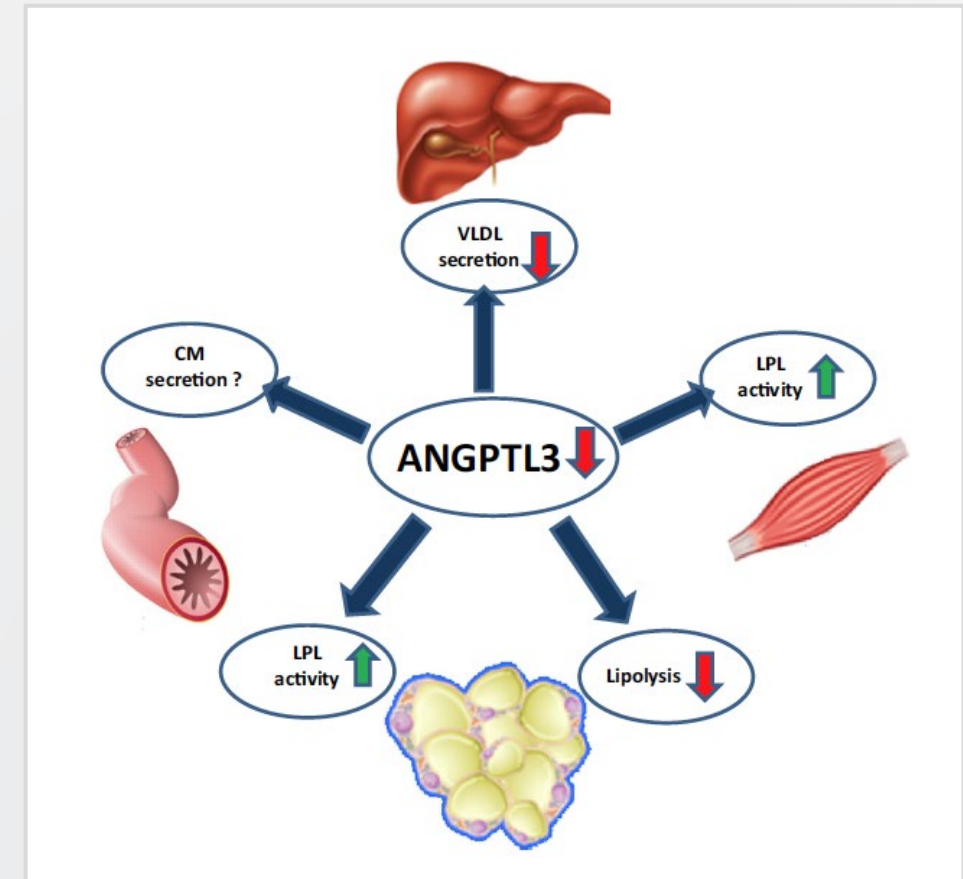 VLDL
secretion
CM
secretion ?
LPL
activity
ANGPTL3
LPL
activity
Lipolysis